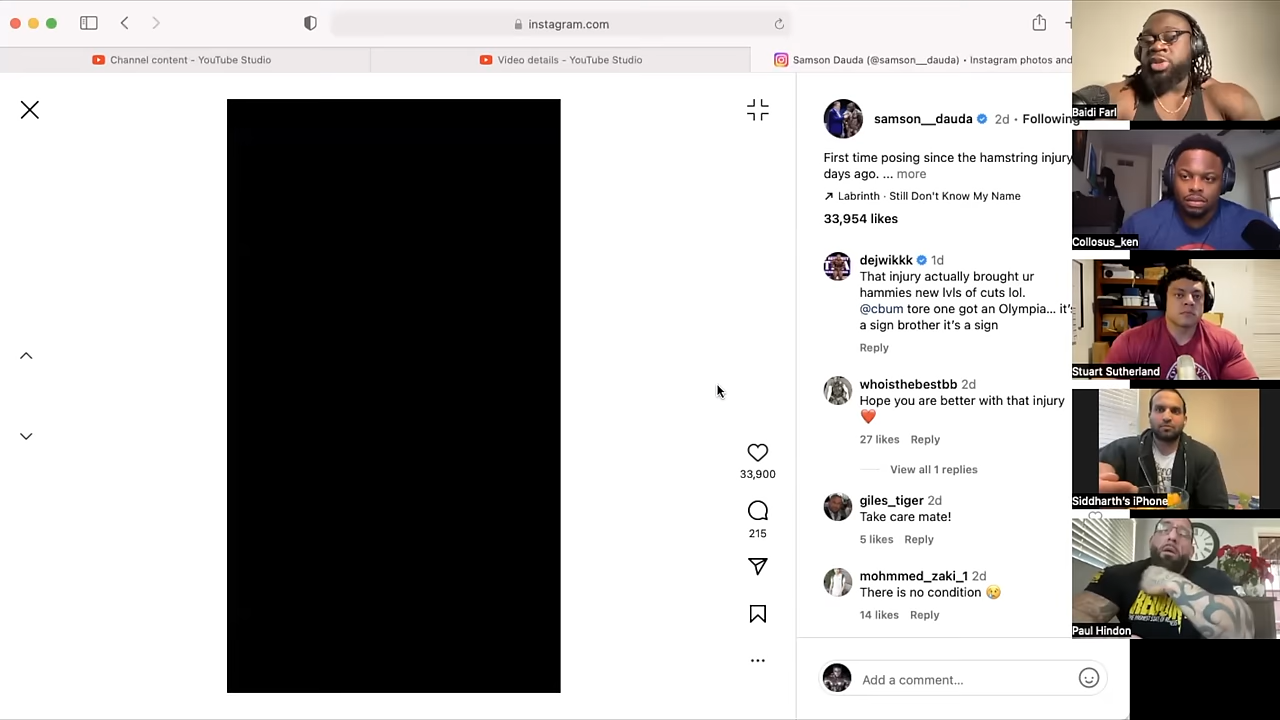 instagram.com
Channel content - YouTube Studio
Video details - YouTube Studio
Samson Dauda (@samson__dauda) • Instagram photos and
samson__dauda 2d • Following
First time posing since the hamstring injury
days ago. ... more
Labrinth · Still Don't Know My Name
33,954 likes
dejwikkk 1d
That injury actually brought ur
hammies new lvls of cuts lol.
@cbum tore one got an Olympia... it's
a sign brother it's a sign
Reply
whoisthebestbb 2d
Hope you are better with that injury
❤️
27 likes Reply
View all 1 replies
giles_tiger 2d
Take care mate!
5 likes Reply
mohmmed_zaki_1 2d
There is no condition 😢
14 likes Reply
Add a comment...
33,900
215
Baidi Farl
Collosus_ken
Stuart Sutherland
Siddharth's iPhone
Paul Hindon